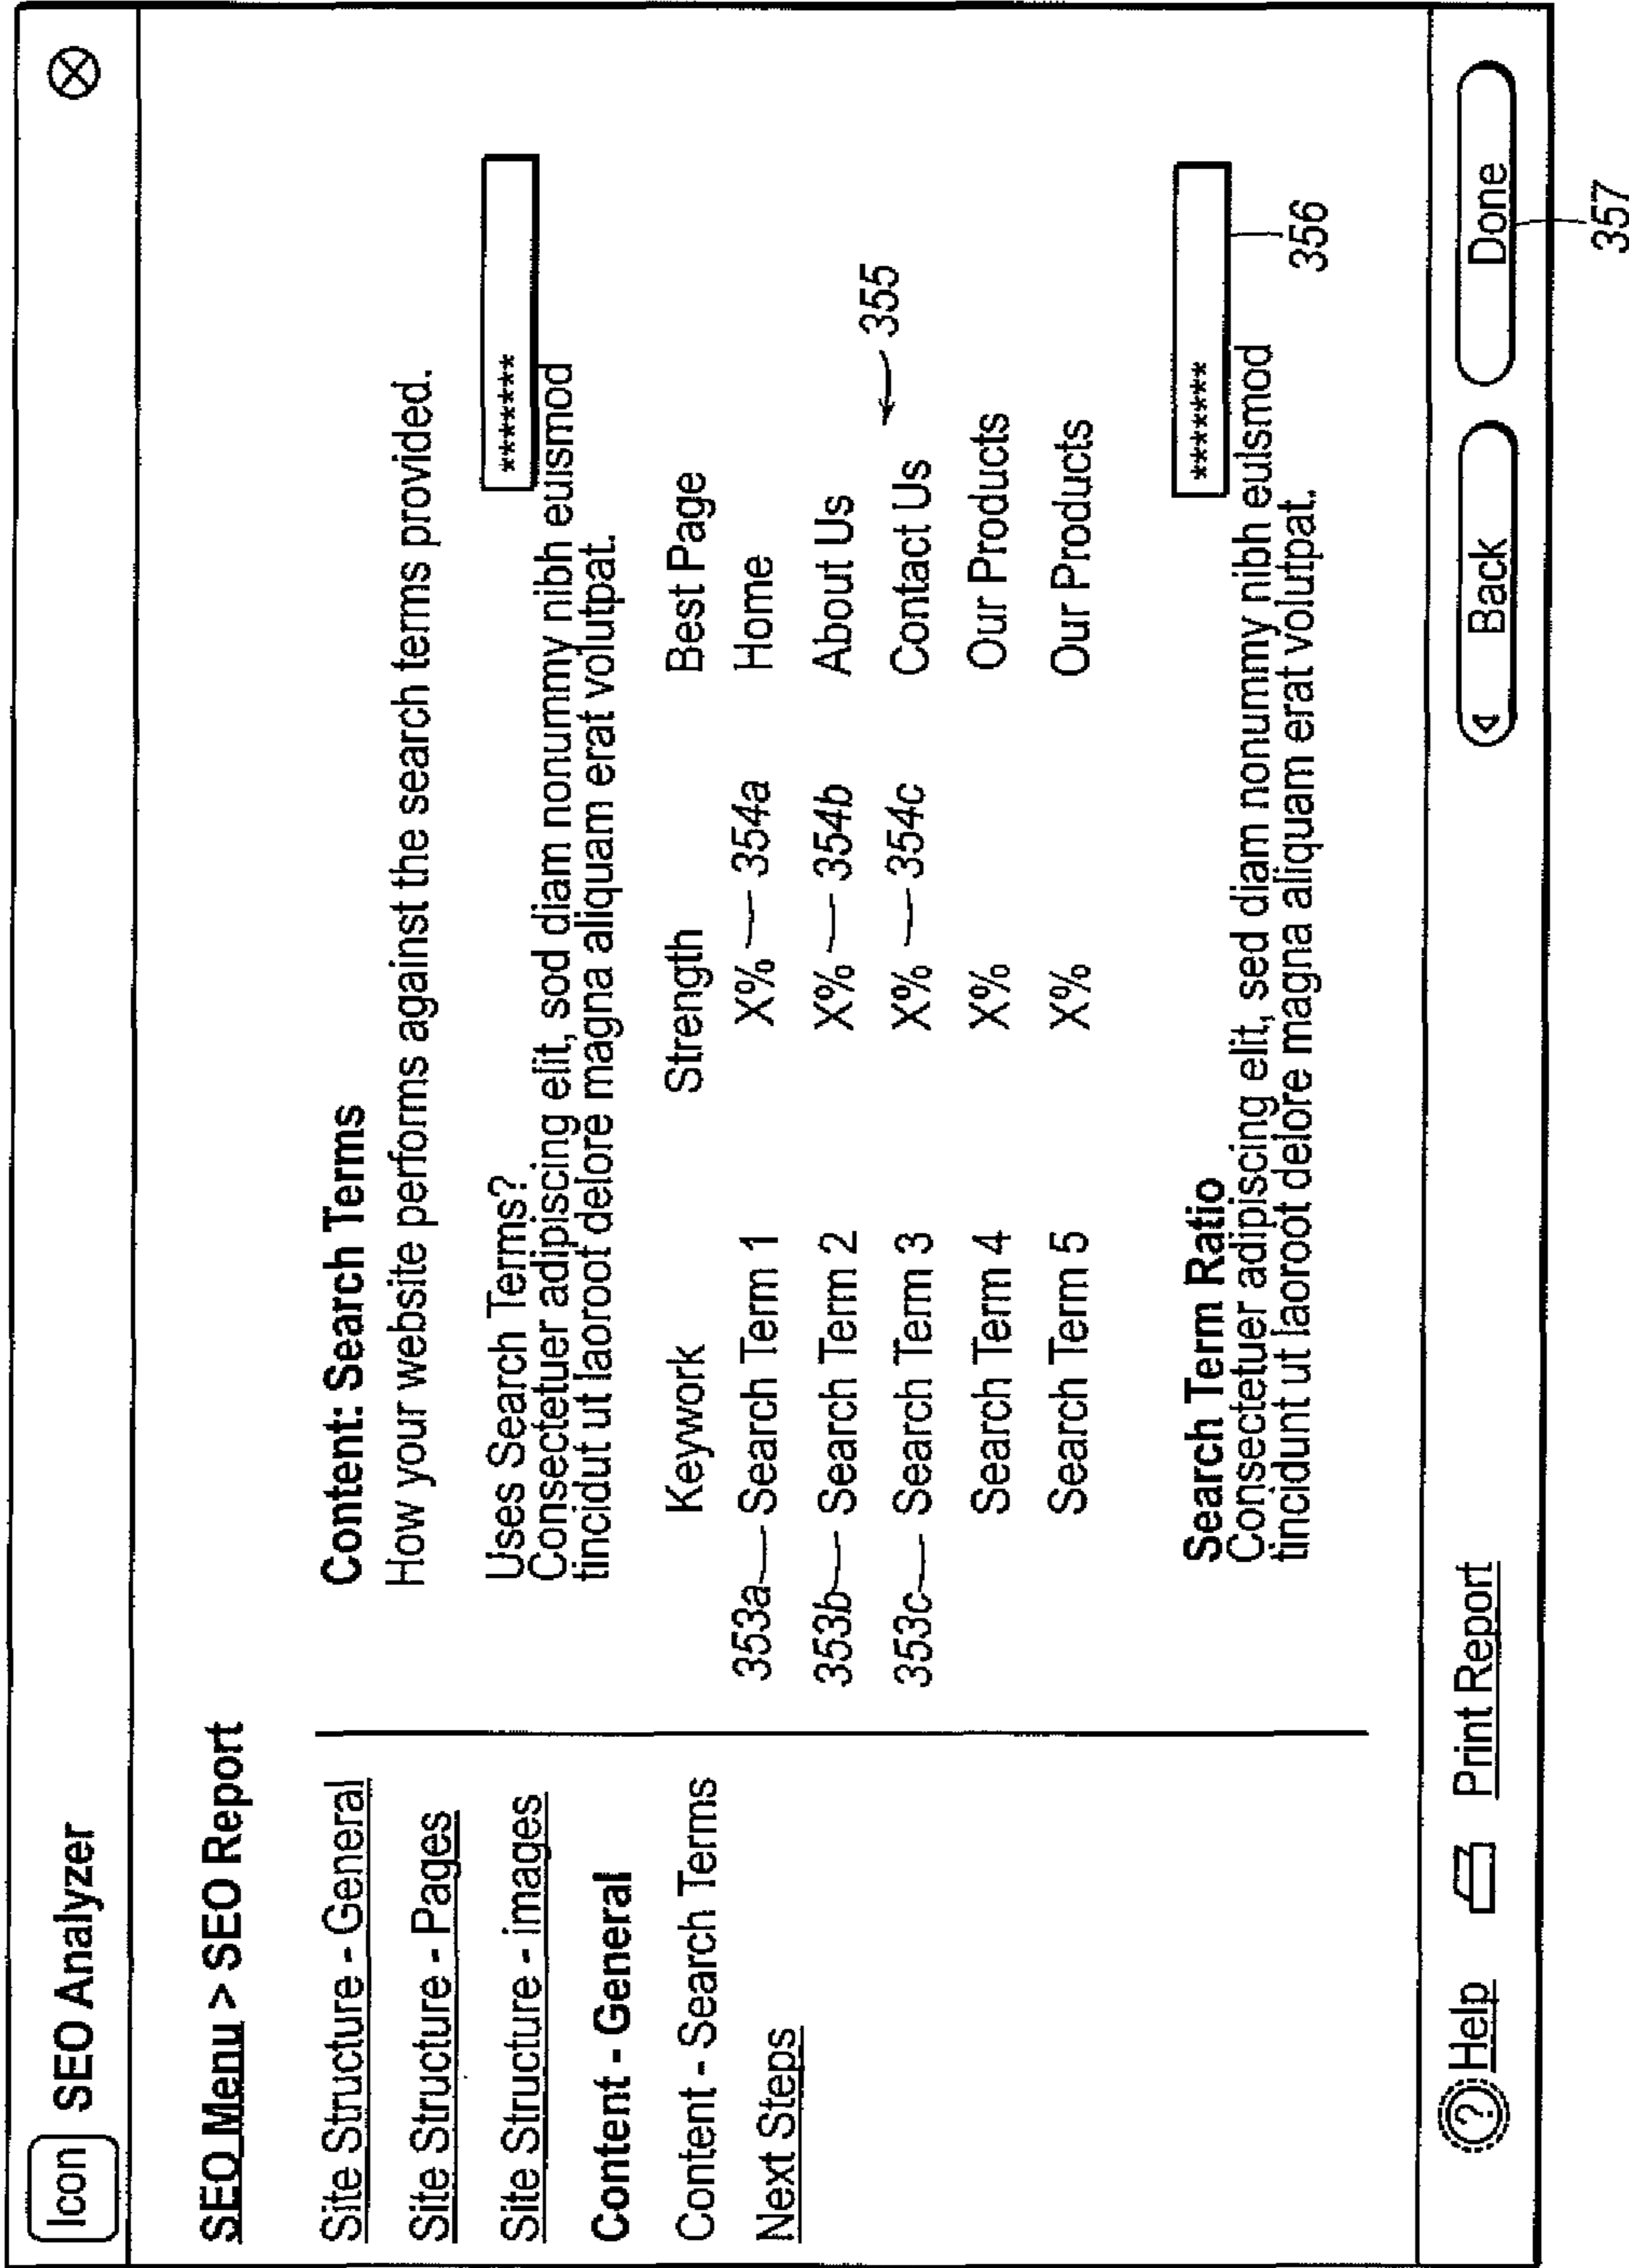 Icon SEO Analyzer
SEO Menu > SEO Report
Site Structure - General
Site Structure - Pages
Site Structure - images
Content - General
Content - Search Terms
Next Steps
Content: Search Terms
How your website performs against the search terms provided.
Uses Search Terms? *******
Consectetuer adipiscing elit, sod diam nonummy nibh euismod
tincidut ut laoroot delore magna aliquam erat volutpat.
Keywork Strength Best Page
353a Search Term 1 X% 354a Home
353b Search Term 2 X% 354b About Us
353c Search Term 3 X% 354c Contact Us 355
Search Term 4 X% Our Products
Search Term 5 X% Our Products
Search Term Ratio *******
Consectetuer adipiscing elit, sed diam nonummy nibh eulsmod
tincidunt ut laoroot delore magna aliquam erat volutpat.
356
? Help Print Report Back Done
357